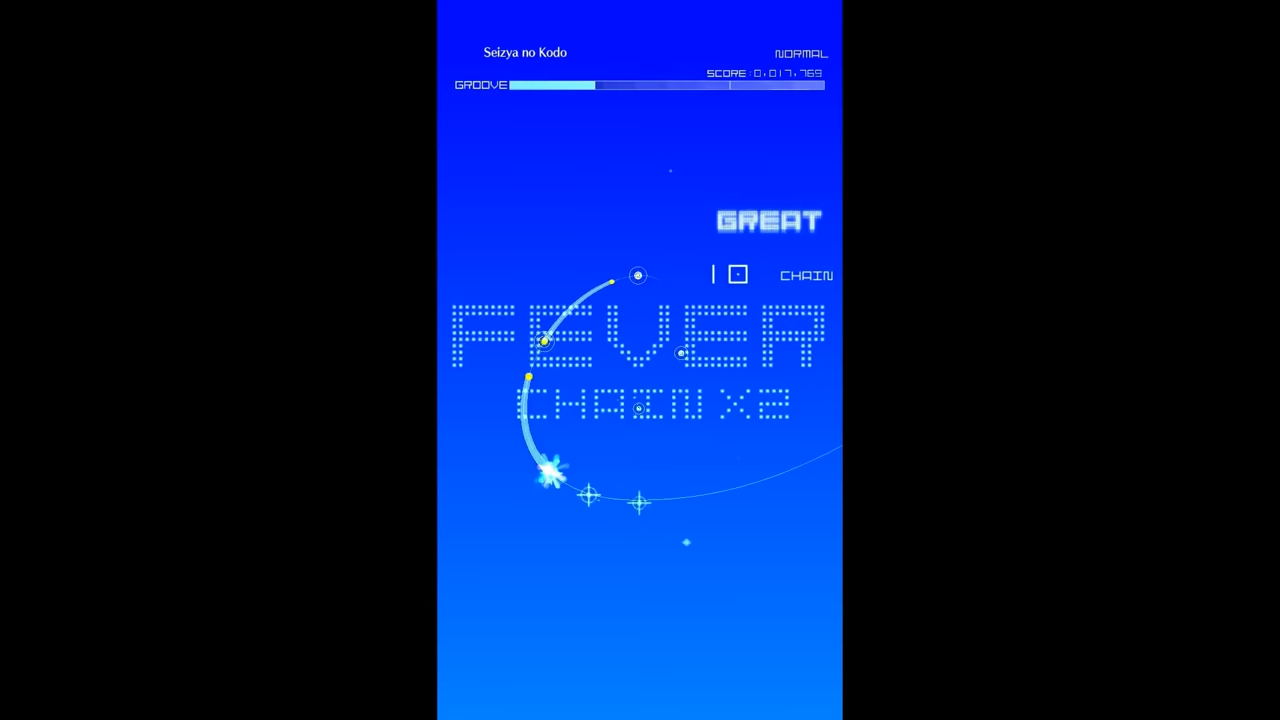 Seizya no Kodo
NORMAL
SCORE:0,017,769
GROOVE
GREAT
10 CHAIN
FEVER
CHAIN X2